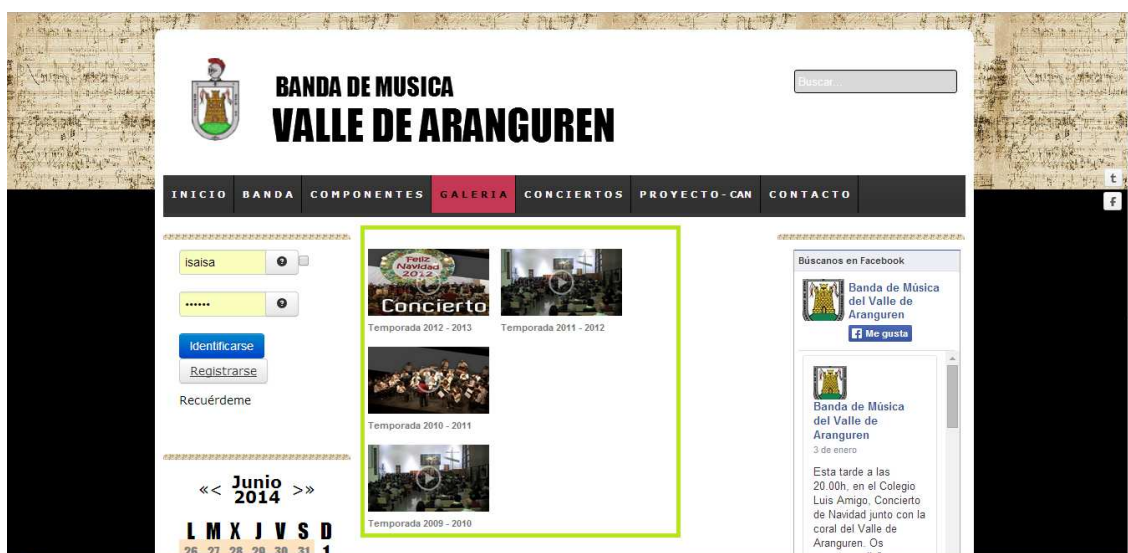 BANDA DE MUSICA
VALLE DE ARANGUREN
Buscar...
INICIO BANDA COMPONENTES GALERIA CONCIERTOS PROYECTO-CAN CONTACTO
t
f
isaisa
Identificarse
Registrarse
Recuérdeme
«< Junio >»
2014
L M X J V S D
26 27 28 29 30 31 1
Feliz
Navidad
2012
Concierto
Temporada 2012 - 2013
Temporada 2011 - 2012
Temporada 2010 - 2011
Temporada 2009 - 2010
Búscanos en Facebook
Banda de Música
del Valle de
Aranguren
Me gusta
Banda de Música
del Valle de
Aranguren
3 de enero
Esta tarde a las
20.00h, en el Colegio
Luis Amigo, Concierto
de Navidad junto con la
coral del Valle de
Aranguren. Os